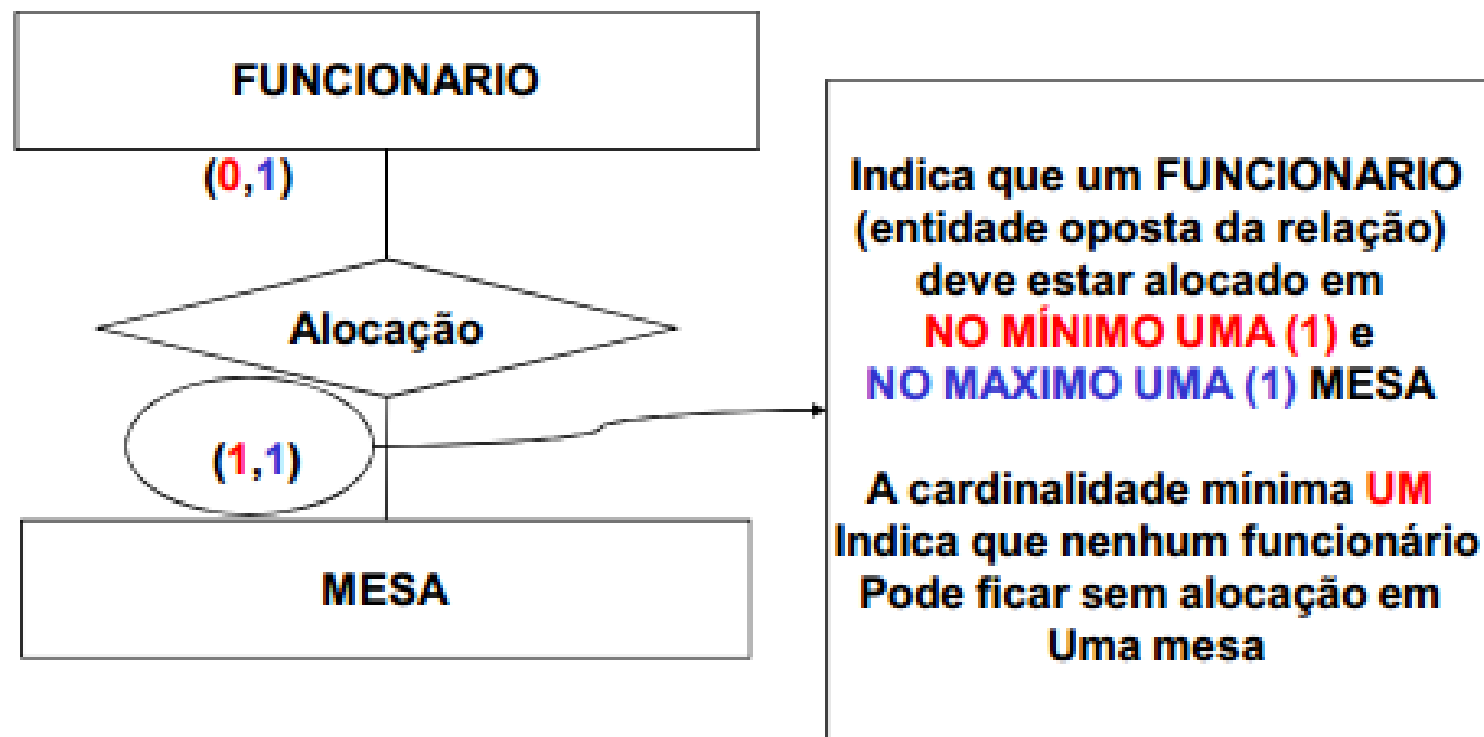 FUNCIONARIO
(0,1)
Alocação
(1,1)
MESA
Indica que um FUNCIONARIO
(entidade oposta da relação)
deve estar alocado em
NO MÍNIMO UMA (1) e
NO MAXIMO UMA (1) MESA
A cardinalidade mínima UM
Indica que nenhum funcionário
Pode ficar sem alocação em
Uma mesa